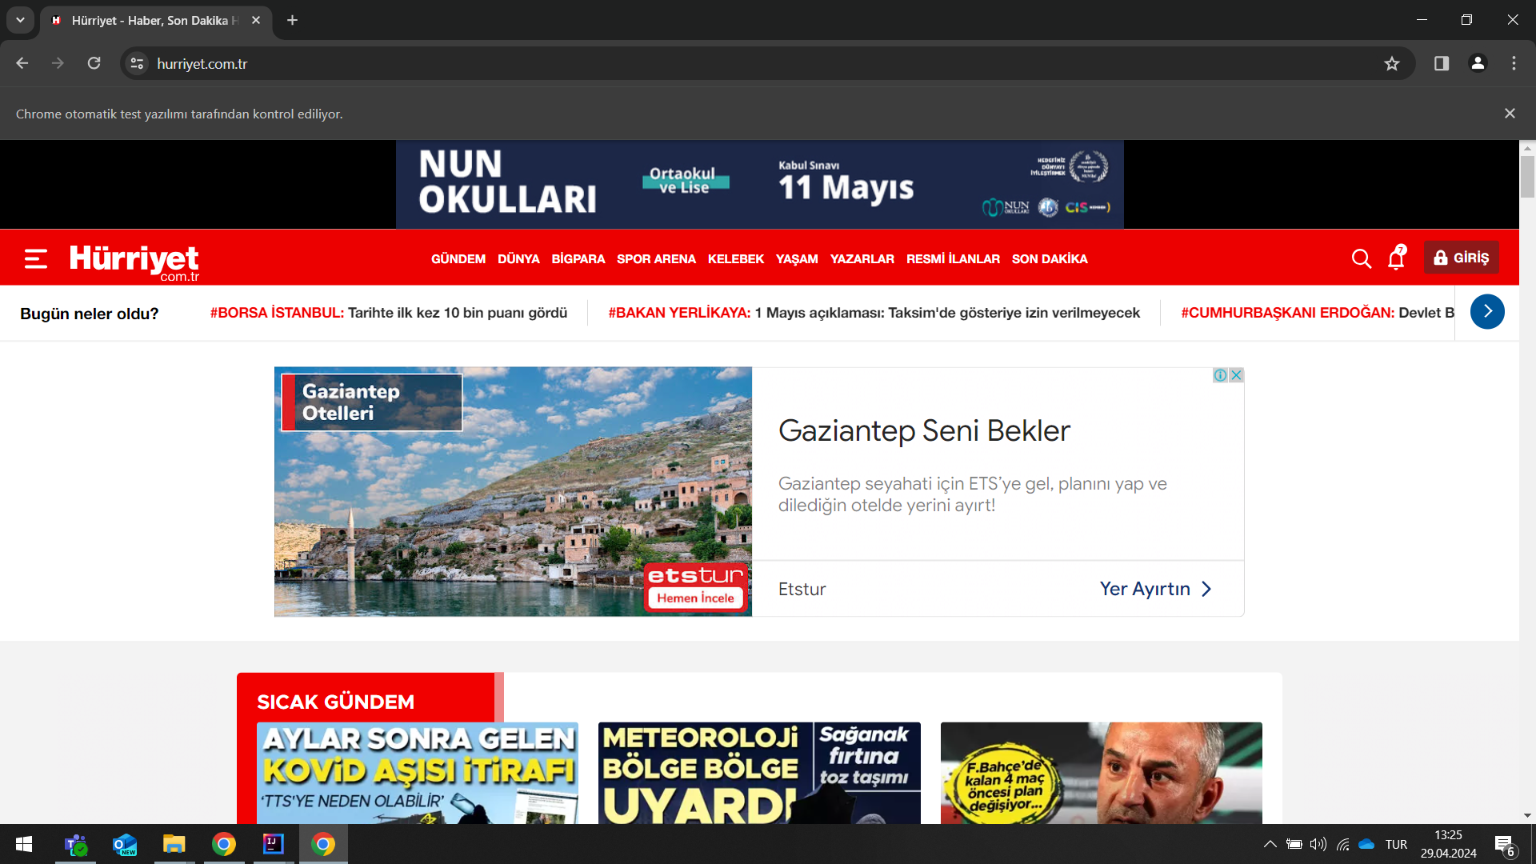 Hürriyet - Haber, Son Dakika H
hurriyet.com.tr
Chrome otomatik test yazılımı tarafından kontrol ediliyor.
NUN
OKULLARI
Ortaokul
ve Lise
Kabul Sınavı
11 Mayıs
HEDEFİMİZ
DÜNYAYI
İYİLEŞTİRMEK
NUN
OKULLARI
CIS
Hürriyet
com.tr
GÜNDEM DÜNYA BİGPARA SPOR ARENA KELEBEK YAŞAM YAZARLAR RESMİ İLANLAR SON DAKİKA
7
GİRİŞ
Bugün neler oldu?
#BORSA İSTANBUL: Tarihte ilk kez 10 bin puanı gördü
#BAKAN YERLİKAYA: 1 Mayıs açıklaması: Taksim'de gösteriye izin verilmeyecek
#CUMHURBAŞKANI ERDOĞAN: Devlet B
Gaziantep
Otelleri
etstur
Hemen İncele
Gaziantep Seni Bekler
Gaziantep seyahati için ETS'ye gel, planını yap ve
dilediğin otelde yerini ayırt!
Etstur
Yer Ayırtın
SICAK GÜNDEM
AYLAR SONRA GELEN
KOVİD AŞISI İTİRAFI
'TTS'YE NEDEN OLABİLİR'
METEOROLOJİ
BÖLGE BÖLGE
UYARDI
Sağanak
fırtına
toz taşımı
F.Bahçe'de
kalan 4 maç
öncesi plan
değişiyor...
TUR
13:25
29.04.2024
6